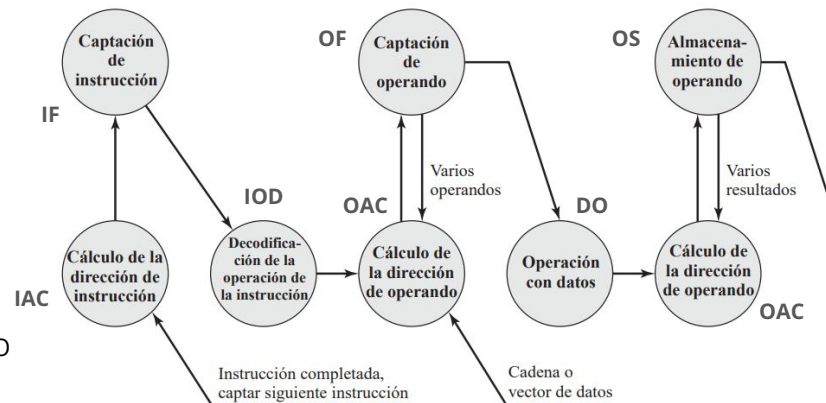 Captación
de
instrucción
IF
OF
Captación
de
operando
OS
Almacena-
miento de
operando
Varios
operandos
Varios
resultados
IAC
Cálculo de la
dirección de
instrucción
IOD
Decodifica-
ción de la
operación de
la instrucción
OAC
Cálculo de
la dirección
de operando
DO
Operación
con datos
Cálculo de
la dirección
de operando
OAC
O
Instrucción completada,
captar siguiente instrucción
Cadena o
vector de datos